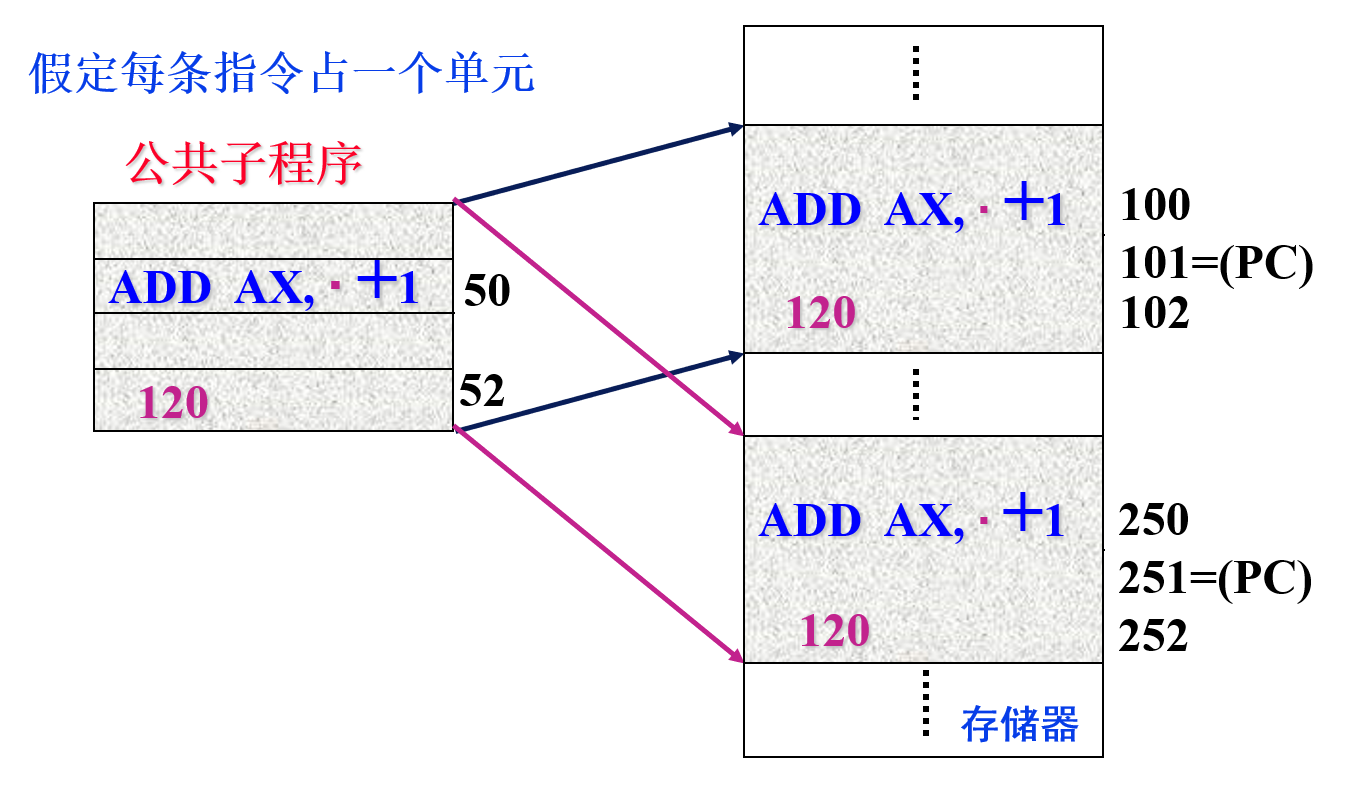 假定每条指令占一个单元
公共子程序
ADD AX, · +1 50
120 52
ADD AX, · +1 100
101=(PC)
120 102
ADD AX, · +1 250
251=(PC)
120 252
存储器